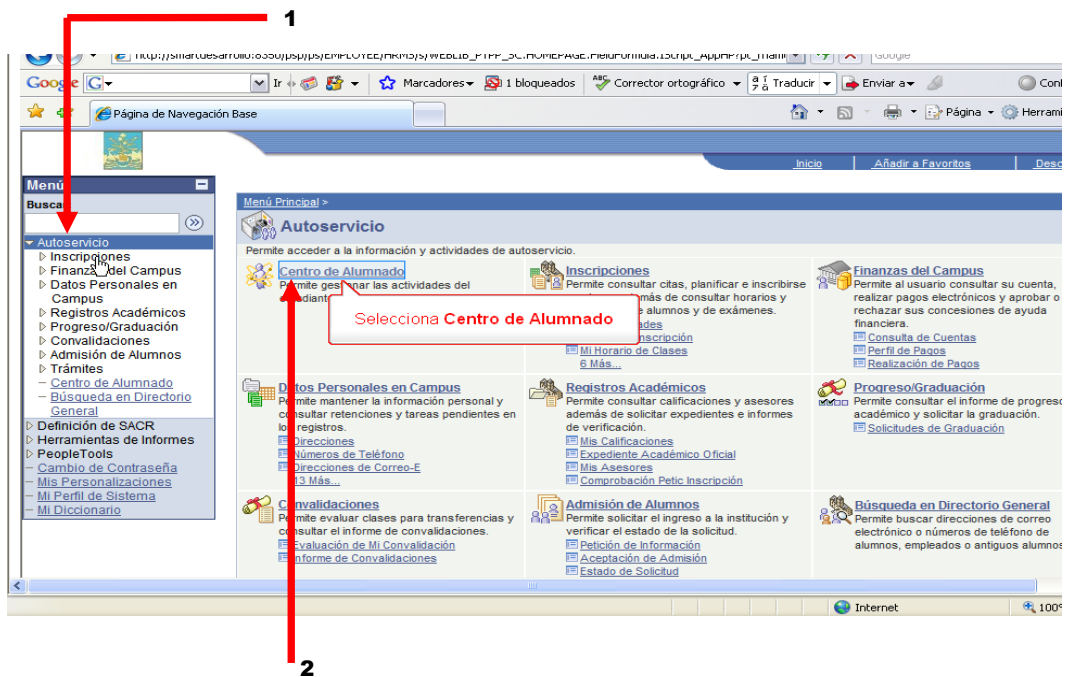 1
Google
Ir
Marcadores
1 bloqueados
Corrector ortográfico
Traducir
Enviar a
Página de Navegación Base
Página
Inicio
Añadir a Favoritos
Menú
Buscar
Menú Principal >
Autoservicio
Permite acceder a la información y actividades de autoservicio.
Autoservicio
Inscripciones
Finanzas del Campus
Datos Personales en
Campus
Registros Académicos
Progreso/Graduación
Convalidaciones
Admisión de Alumnos
Trámites
Centro de Alumnado
Búsqueda en Directorio
General
Definición de SACR
Herramientas de Informes
PeopleTools
Cambio de Contraseña
Mis Personalizaciones
Mi Perfil de Sistema
Mi Diccionario
Centro de Alumnado
Permite gestionar las actividades del
Selecciona Centro de Alumnado
Inscripciones
Permite consultar citas, planificar e inscribirse
más de consultar horarios y
alumnos y de exámenes.
Mi Horario de Clases
6 Más...
Finanzas del Campus
Permite al usuario consultar su cuenta,
realizar pagos electrónicos y aprobar o
rechazar sus concesiones de ayuda
financiera.
Consulta de Cuentas
Perfil de Pagos
Realización de Pagos
Datos Personales en Campus
Permite mantener la información personal y
consultar retenciones y tareas pendientes en
los registros.
Direcciones
Números de Teléfono
Direcciones de Correo-E
13 Más...
Registros Académicos
Permite consultar calificaciones y asesores
además de solicitar expedientes e informes
de verificación.
Mis Calificaciones
Expediente Académico Oficial
Mis Asesores
Comprobación Petic Inscripción
Progreso/Graduación
Permite consultar el informe de progreso
académico y solicitar la graduación.
Solicitudes de Graduación
Convalidaciones
Permite evaluar clases para transferencias y
consultar el informe de convalidaciones.
Evaluación de Mi Convalidación
Informe de Convalidaciones
Admisión de Alumnos
Permite solicitar el ingreso a la institución y
verificar el estado de la solicitud.
Petición de Información
Aceptación de Admisión
Estado de Solicitud
Búsqueda en Directorio General
Permite buscar direcciones de correo
electrónico o números de teléfono de
alumnos, empleados o antiguos alumnos
Internet
2